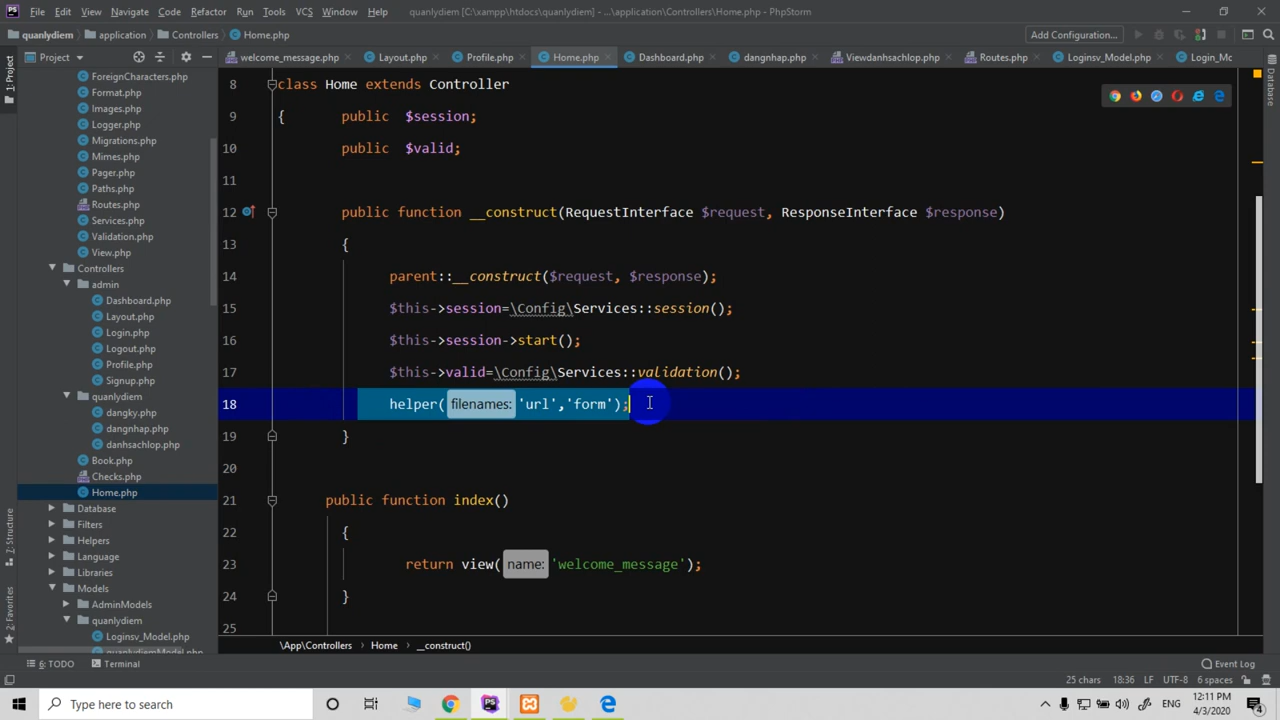 File Edit View Navigate Code Refactor Run Tools VCS Window Help quanlydiem [C:\xampp\htdocs\quanlydiem] - ...\application\Controllers\Home.php - PhpStorm
quanlydiem application Controllers Home.php Add Configuration...
Project welcome_message.php Layout.php Profile.php Home.php Dashboard.php dangnhap.php Viewdanhsachlop.php Routes.php Loginsv_Model.php Login_Mc
1: Project
Database
ForeignCharacters.php
Format.php
Images.php
Logger.php
Migrations.php
Mimes.php
Pager.php
Paths.php
Routes.php
Services.php
Validation.php
View.php
Controllers
admin
Dashboard.php
Layout.php
Login.php
Logout.php
Profile.php
Signup.php
quanlydiem
dangky.php
dangnhap.php
danhsachlop.php
Book.php
Checks.php
Home.php
Database
Filters
Helpers
Language
Libraries
Models
AdminModels
quanlydiem
Loginsv_Model.php
quanlydiemModel.php
7: Structure
2: Favorites
8 class Home extends Controller
9 { public $session;
10 public $valid;
11
12 public function __construct(RequestInterface $request, ResponseInterface $response)
13 {
14 parent::__construct($request, $response);
15 $this->session=\Config\Services::session();
16 $this->session->start();
17 $this->valid=\Config\Services::validation();
18 helper( filenames: 'url','form');
19 }
20
21 public function index()
22 {
23 return view( name: 'welcome_message');
24 }
25
\App\Controllers Home __construct()
6: TODO Terminal Event Log
25 chars 18:36 LF UTF-8 6 spaces
Type here to search
ENG
12:11 PM
4/3/2020
4